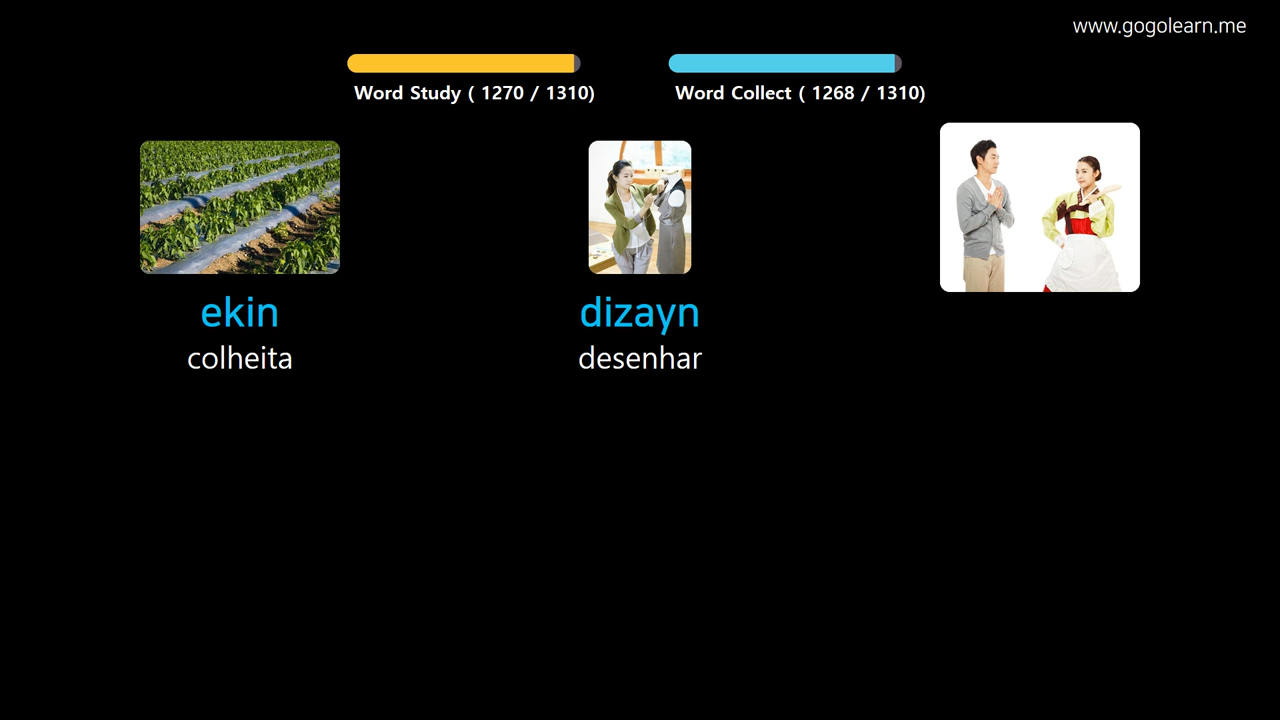 www.gogolearn.me
Word Study ( 1270 / 1310)
Word Collect ( 1268 / 1310)
ekin
colheita
dizayn
desenhar